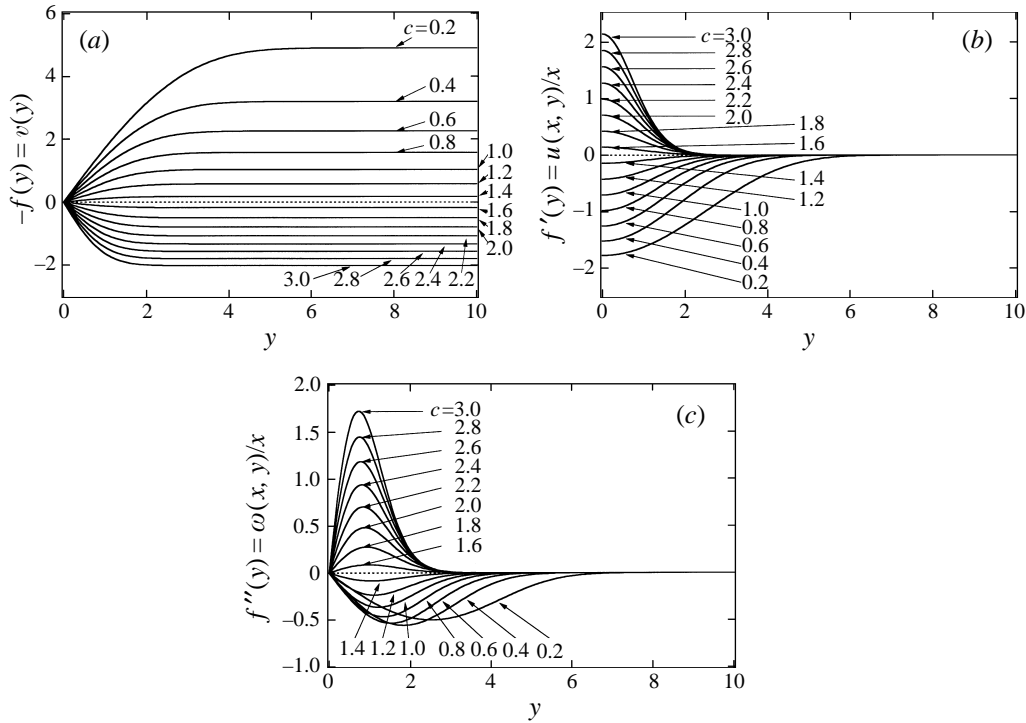 (a)
c=0.2
0.4
0.6
0.8
1.0
1.2
1.4
1.6
1.8
2.0
3.0 2.8 2.6 2.4 2.2
6
4
2
0
−2
0 2 4 6 8 10
y
−f(y) = v(y)
(b)
c=3.0
2.8
2.6
2.4
2.2
2.0
1.8
1.6
1.4
1.2
1.0
0.8
0.6
0.4
0.2
2
1
0
−1
−2
0 2 4 6 8 10
y
f′(y) = u(x, y)/x
(c)
c=3.0
2.8
2.6
2.4
2.2
2.0
1.8
1.6
1.4 1.2 1.0 0.8 0.6 0.4 0.2
2.0
1.5
1.0
0.5
0
−0.5
−1.0
0 2 4 6 8 10
y
f″(y) = ω(x, y)/x